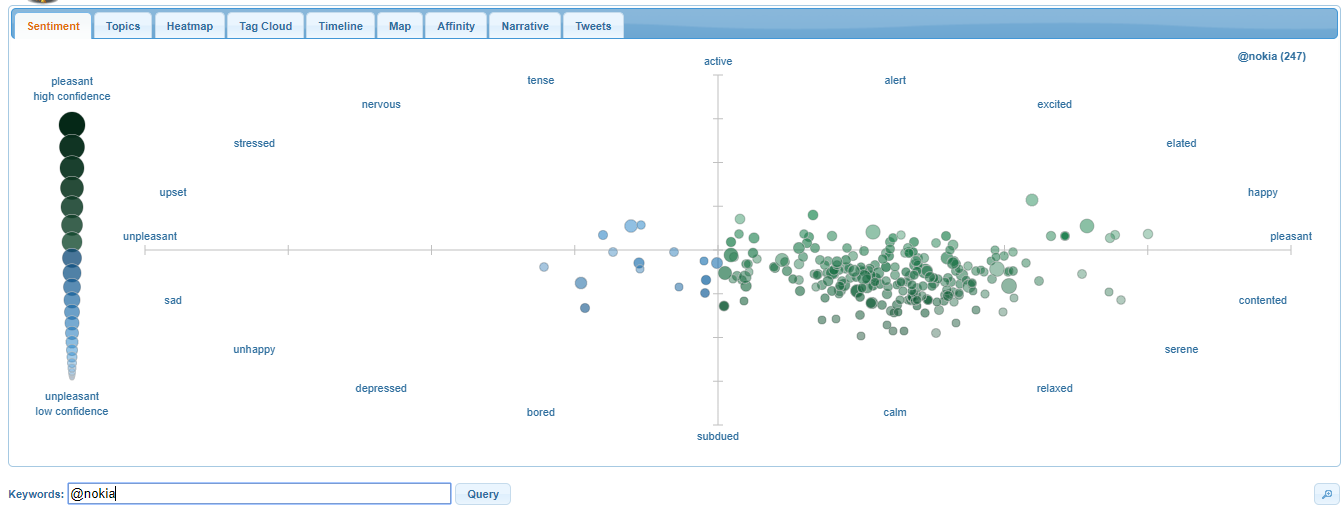 Sentiment
Topics
Heatmap
Tag Cloud
Timeline
Map
Affinity
Narrative
Tweets
@nokia (247)
active
tense
alert
pleasant
high confidence
nervous
excited
stressed
elated
upset
happy
unpleasant
pleasant
sad
contented
unhappy
serene
depressed
relaxed
unpleasant
low confidence
bored
calm
subdued
Keywords: @nokia Query